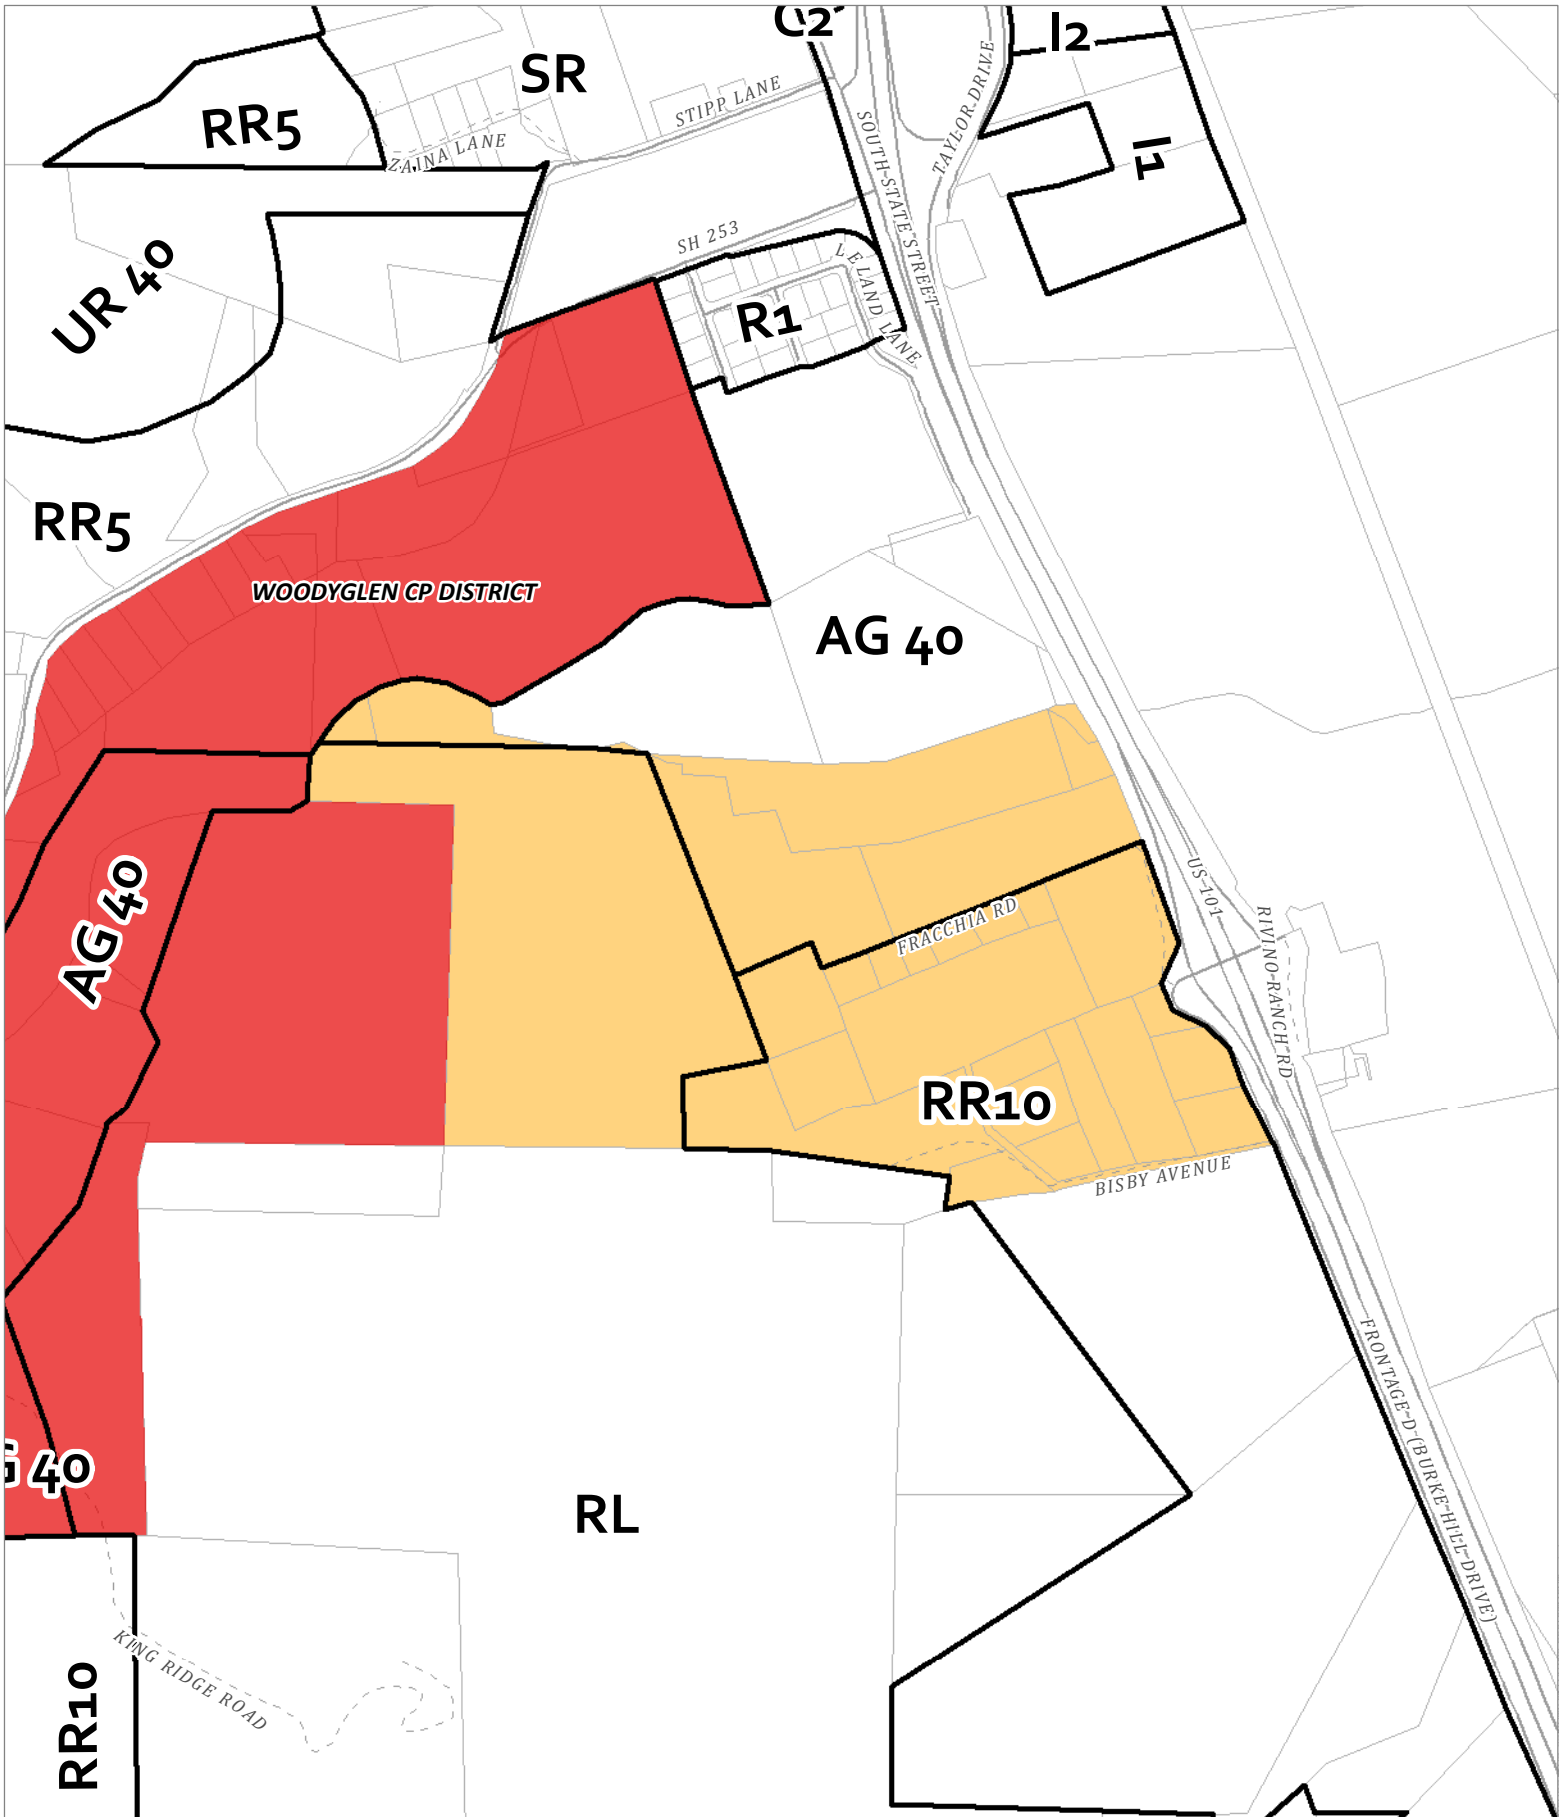 C2
I2
SR
RR5
STIPP LANE
TAYLOR DRIVE
ZAINA LANE
SOUTH STATE STREET
I1
SH 253
UR 40
LELAND LANE
R1
RR5
WOODYGLEN CP DISTRICT
AG 40
US 101
AG 40
FRACCHIA RD
RIVINO RANCH RD
RR10
BISBY AVENUE
FRONTAGE D (BURKE HILL DRIVE)
G 40
RL
KING RIDGE ROAD
RR10